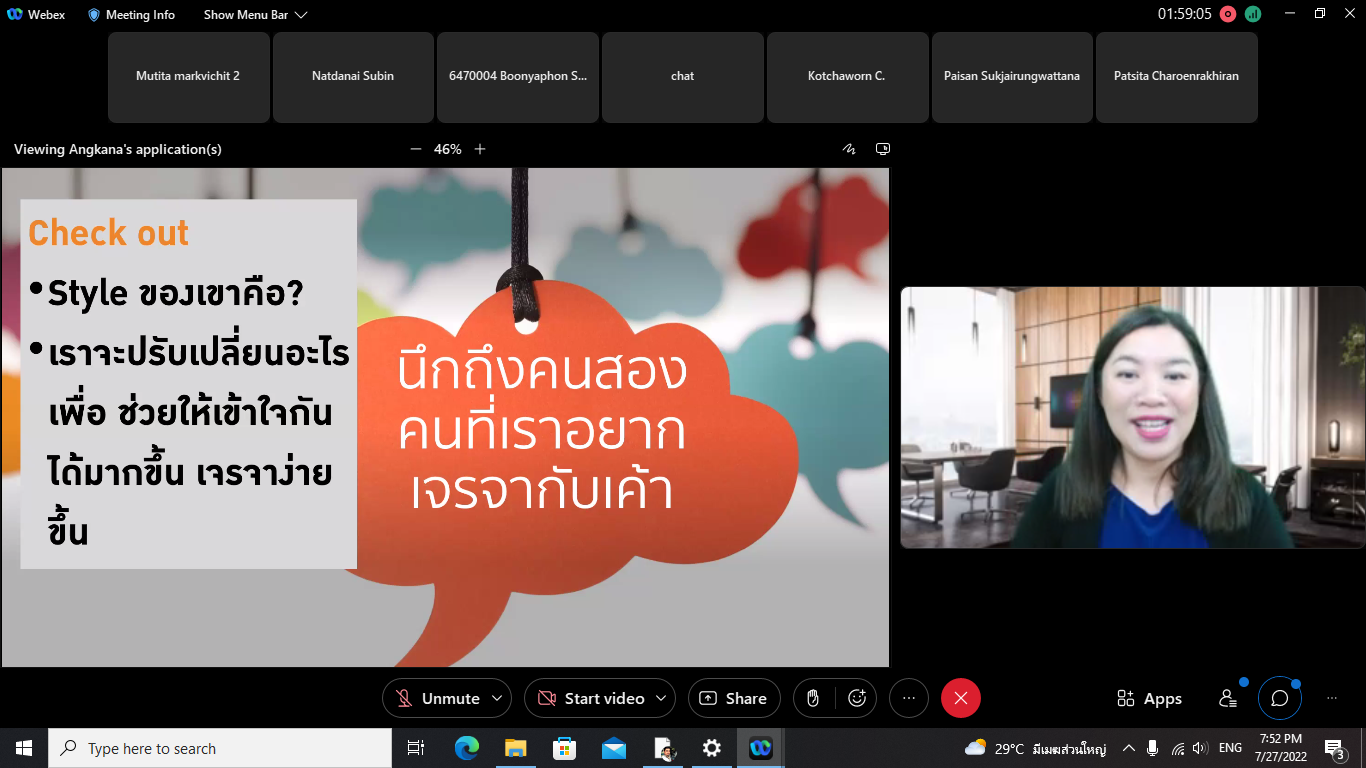 Webex
Meeting Info
Show Menu Bar
01:59:05
Mutita markvichit 2
Natdanai Subin
6470004 Boonyaphon S...
chat
Kotchaworn C.
Paisan Sukjairungwattana
Patsita Charoenrakhiran
Viewing Angkana's application(s)
46%
Check out
• Style ของเขาคือ?
• เราจะปรับเปลี่ยนอะไร
เพื่อ ช่วยให้เข้าใจกัน
ได้มากขึ้น เจรจาง่าย
ขึ้น
นึกถึงคนสอง
คนที่เราอยาก
เจรจากับเค้า
Unmute
Start video
Share
Apps
Type here to search
29°C มีเมฆส่วนใหญ่
ENG
7:52 PM
7/27/2022
3